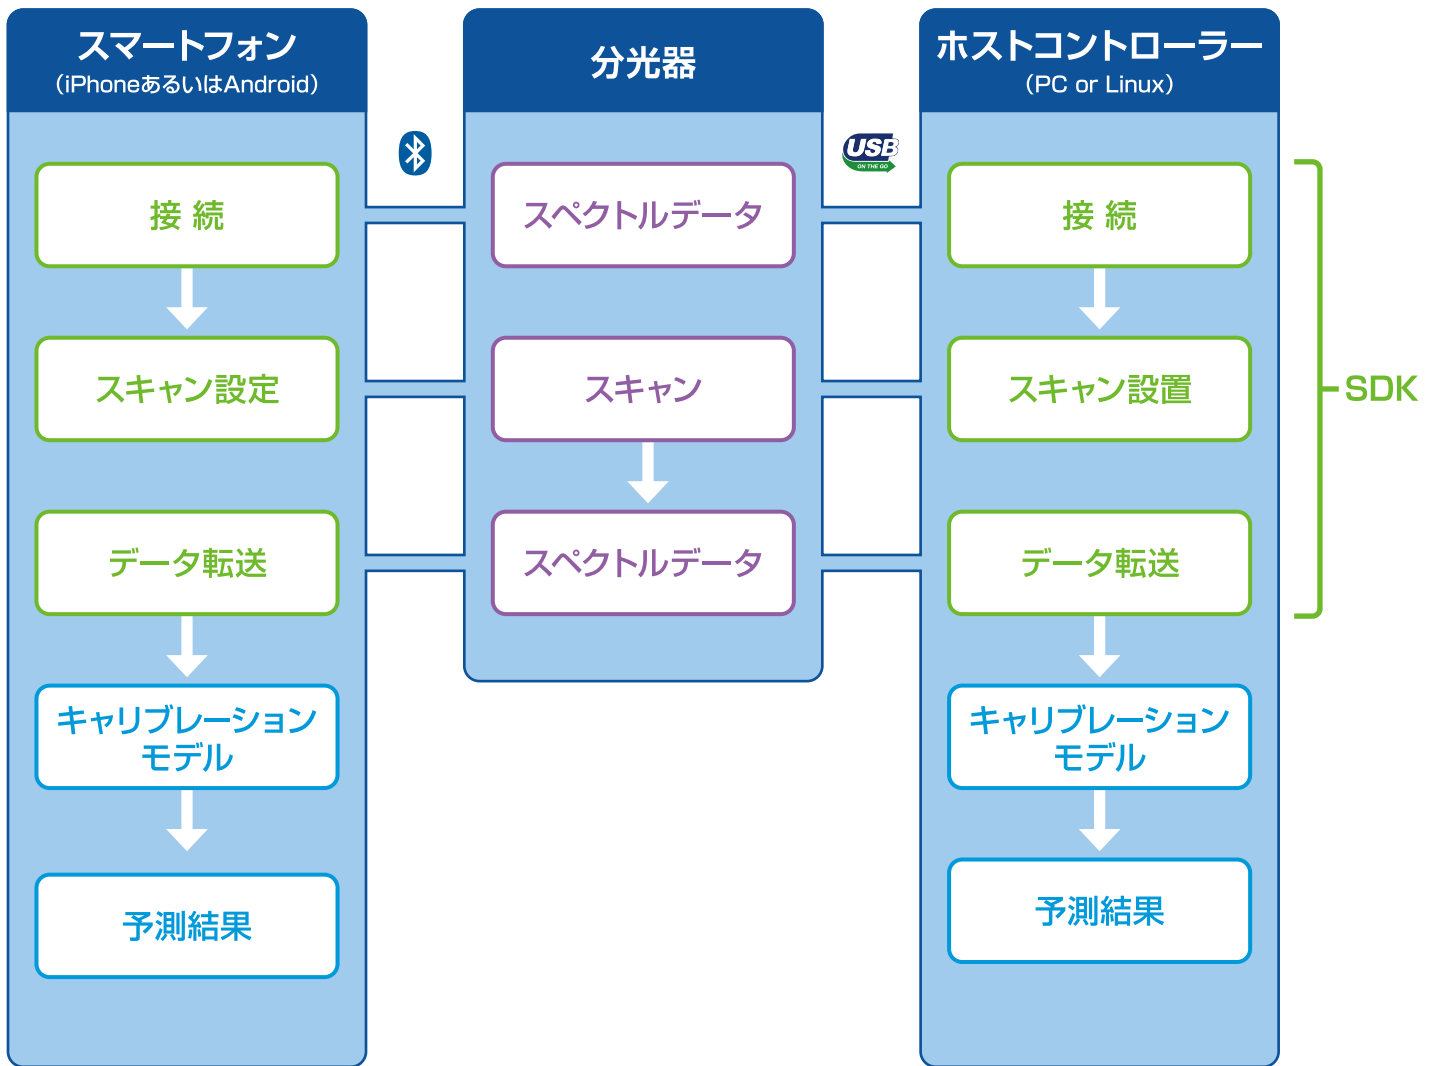 スマートフォン
（iPhoneあるいはAndroid）
接 続
スキャン設定
データ転送
キャリブレーション
モデル
予測結果
分光器
スペクトルデータ
スキャン
スペクトルデータ
USB
ON THE GO
ホストコントローラー
（PC or Linux）
接 続
スキャン設置
データ転送
キャリブレーション
モデル
予測結果
SDK